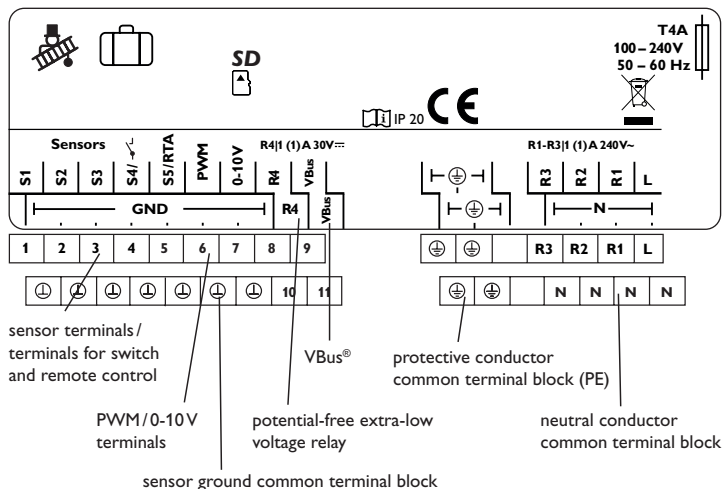 T4A
100 – 240V
50 – 60 Hz
SD
IP 20 CE
Sensors R4|1 (1) A 30V R1-R3|1 (1) A 240V~
S1 S2 S3 S4/ S5/RTA PWM 0-10V R4 VBus R3 R2 R1 L
GND R4 VBus N
1 2 3 4 5 6 7 8 9 R3 R2 R1 L
10 11 N N N N
sensor terminals /
terminals for switch
and remote control
VBus®
protective conductor
common terminal block (PE)
PWM / 0-10 V
terminals
potential-free extra-low
voltage relay
neutral conductor
common terminal block
sensor ground common terminal block